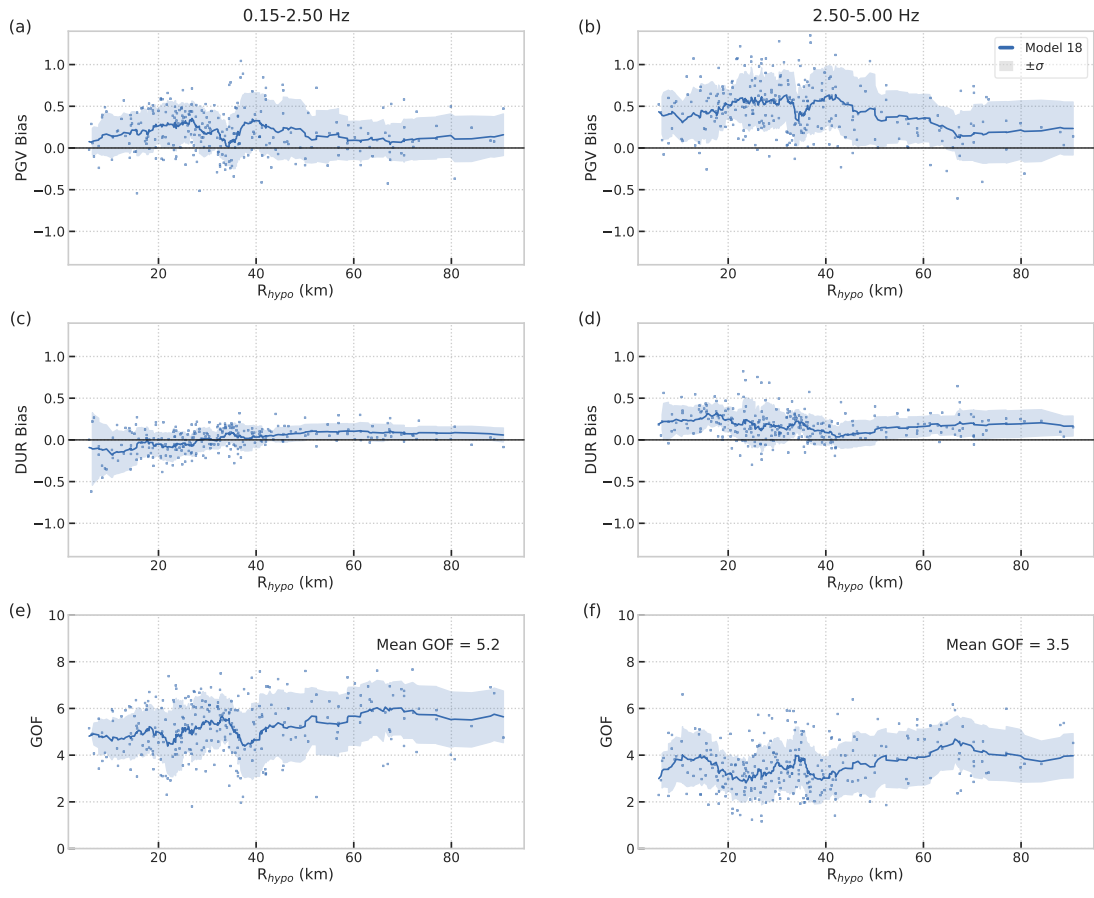 0.15-2.50 Hz
2.50-5.00 Hz
(a)
1.0
0.5
0.0
−0.5
−1.0
PGV Bias
20 40 60 80
R_hypo (km)
(b)
1.0
0.5
0.0
−0.5
−1.0
PGV Bias
Model 18
±σ
20 40 60 80
R_hypo (km)
(c)
1.0
0.5
0.0
−0.5
−1.0
DUR Bias
20 40 60 80
R_hypo (km)
(d)
1.0
0.5
0.0
−0.5
−1.0
DUR Bias
20 40 60 80
R_hypo (km)
(e)
10
8
6
4
2
0
GOF
Mean GOF = 5.2
20 40 60 80
R_hypo (km)
(f)
10
8
6
4
2
0
GOF
Mean GOF = 3.5
20 40 60 80
R_hypo (km)